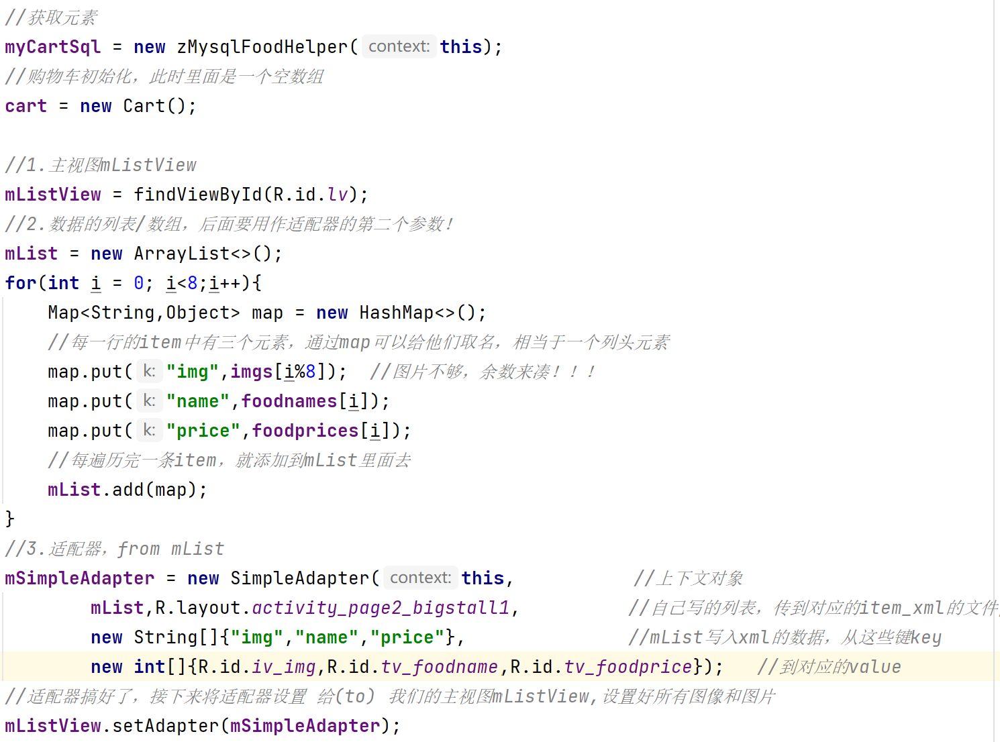 //获取元素
myCartSql = new zMysqlFoodHelper( context: this);
//购物车初始化，此时里面是一个空数组
cart = new Cart();
//1.主视图mListView
mListView = findViewById(R.id.lv);
//2.数据的列表/数组，后面要用作适配器的第二个参数！
mList = new ArrayList<>();
for(int i = 0; i<8;i++){
    Map<String,Object> map = new HashMap<>();
    //每一行的item中有三个元素，通过map可以给他们取名，相当于一个列头元素
    map.put( k: "img",imgs[i%8]);  //图片不够，余数来凑！！！
    map.put( k: "name",foodnames[i]);
    map.put( k: "price",foodprices[i]);
    //每遍历完一条item，就添加到mList里面去
    mList.add(map);
}
//3.适配器，from mList
mSimpleAdapter = new SimpleAdapter( context: this,           //上下文对象
        mList,R.layout.activity_page2_bigstall1,          //自己写的列表，传到对应的item_xml的文件
        new String[]{"img","name","price"},               //mList写入xml的数据，从这些键key
        new int[]{R.id.iv_img,R.id.tv_foodname,R.id.tv_foodprice});   //到对应的value
//适配器搞好了，接下来将适配器设置 给(to) 我们的主视图mListView,设置好所有图像和图片
mListView.setAdapter(mSimpleAdapter);